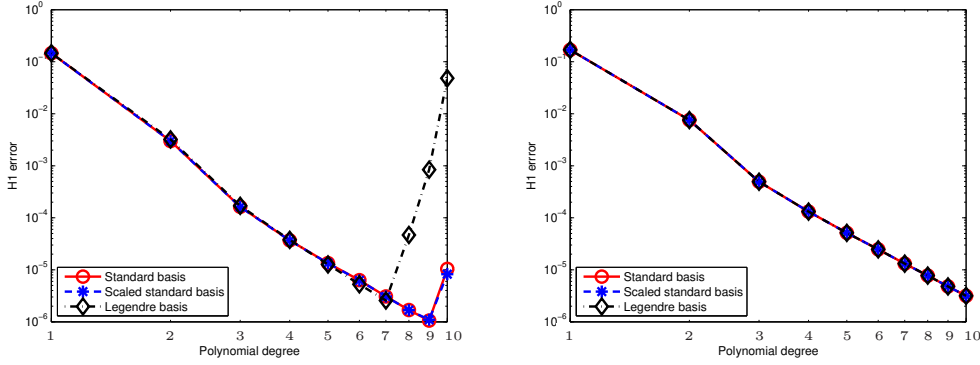 10^0
10^-1
10^-2
10^-3
10^-4
10^-5
10^-6
H1 errror
Standard basis
Scaled standard basis
Legendre basis
1 2 3 4 5 6 7 8 9 10
Polynomial degree
10^0
10^-1
10^-2
10^-3
10^-4
10^-5
10^-6
H1 errror
Standard basis
Scaled standard basis
Legendre basis
1 2 3 4 5 6 7 8 9 10
Polynomial degree